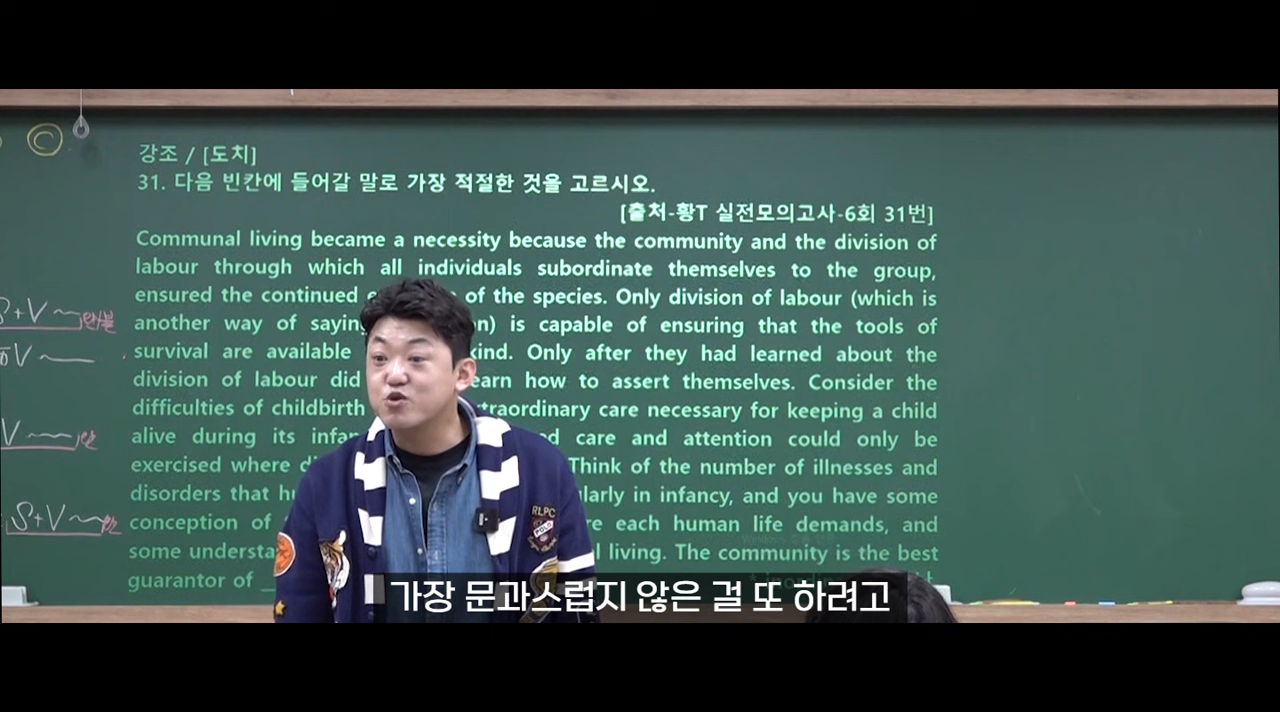 C
강조 / [도치]
31. 다음 빈칸에 들어갈 말로 가장 적절한 것을 고르시오.
[출처-황T 실전모의고사-6회 31번]
Communal living became a necessity because the community and the division of
labour through which all individuals subordinate themselves to the group,
ensured the continued of the species. Only division of labour (which is
another way of saying is capable of ensuring that the tools of
survival are available kind. Only after they had learned about the
division of labour did earn how to assert themselves. Consider the
difficulties of childbirth traordinary care necessary for keeping a child
alive during its care and attention could only be
exercised where Think of the number of illnesses and
disorders that larly in infancy, and you have some
conception of each human life demands, and
some living. The community is the best
guarantor of
S+V
V
V
S+V
RLPC
POLO
가장 문과스럽지 않은 걸 또 하려고